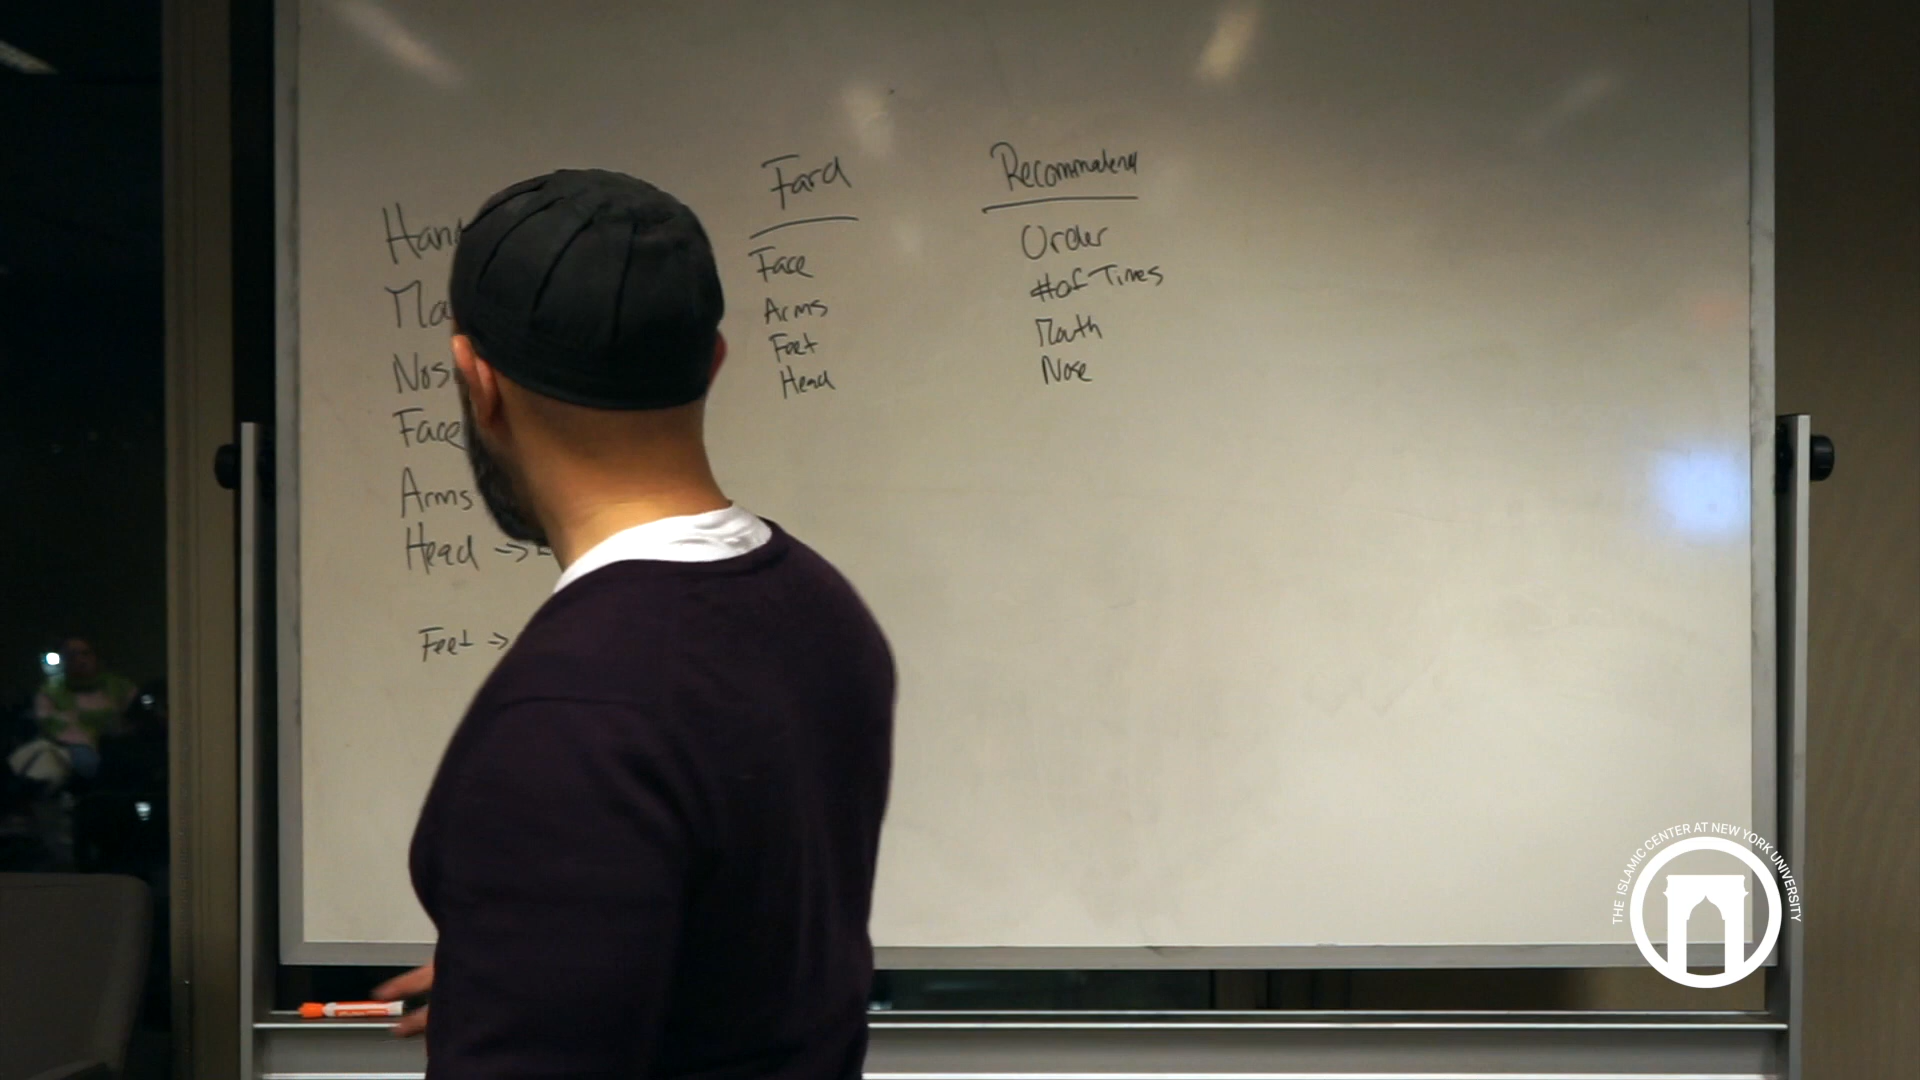 Fard
Recommended
Face
Arms
Feet
Head
Order
# of Times
Mouth
Nose
Face
Arms
Head ->
Feet ->
THE ISLAMIC CENTER AT NEW YORK UNIVERSITY